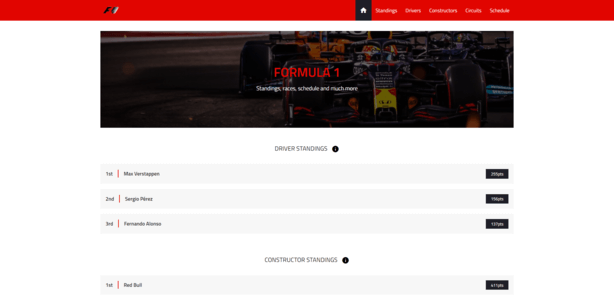 Standings Drivers Constructors Circuits Schedule
FORMULA 1
Standings, races, schedule and much more
DRIVER STANDINGS
1st Max Verstappen 255pts
2nd Sergio Pérez 156pts
3rd Fernando Alonso 137pts
CONSTRUCTOR STANDINGS
1st Red Bull 411pts